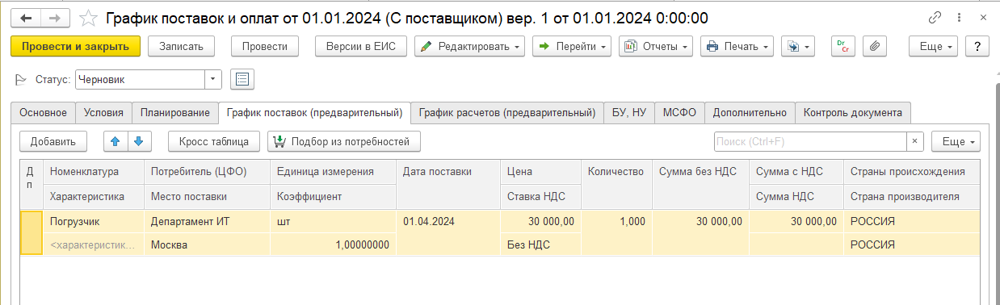 График поставок и оплат от 01.01.2024 (С поставщиком) вер. 1 от 01.01.2024 0:00:00
Провести и закрыть Записать Провести Версии в ЕИС Редактировать Перейти Отчеты Печать Dr Cr Еще ?
Статус: Черновик
Основное Условия Планирование График поставок (предварительный) График расчетов (предварительный) БУ, НУ МСФО Дополнительно Контроль документа
Добавить Кросс таблица Подбор из потребностей Поиск (Ctrl+F) × Еще
Д п Номенклатура Потребитель (ЦФО) Единица измерения Дата поставки Цена Количество Сумма без НДС Сумма с НДС Страны происхождения
Характеристика Место поставки Коэффициент Ставка НДС Сумма НДС Страна производителя
Погрузчик Департамент ИТ шт 01.04.2024 30 000,00 1,000 30 000,00 30 000,00 РОССИЯ
<характеристик... Москва 1,00000000 Без НДС РОССИЯ